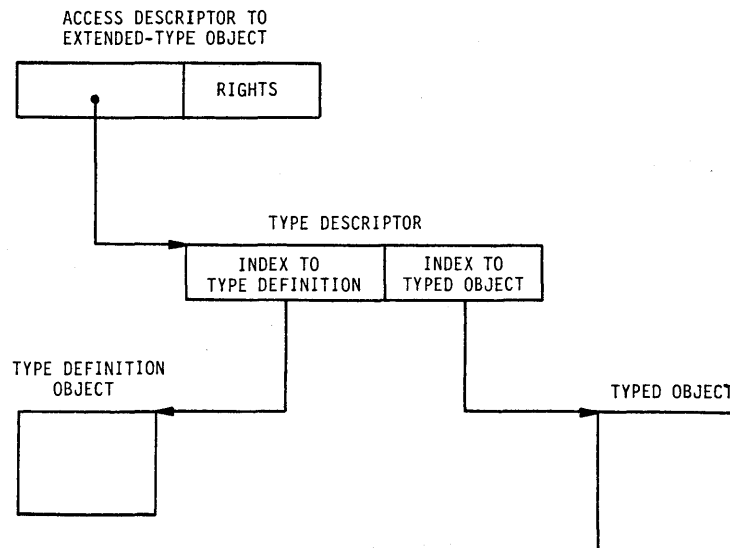 ACCESS DESCRIPTOR TO
EXTENDED-TYPE OBJECT
RIGHTS
TYPE DESCRIPTOR
INDEX TO
TYPE DEFINITION
INDEX TO
TYPED OBJECT
TYPE DEFINITION
OBJECT
TYPED OBJECT